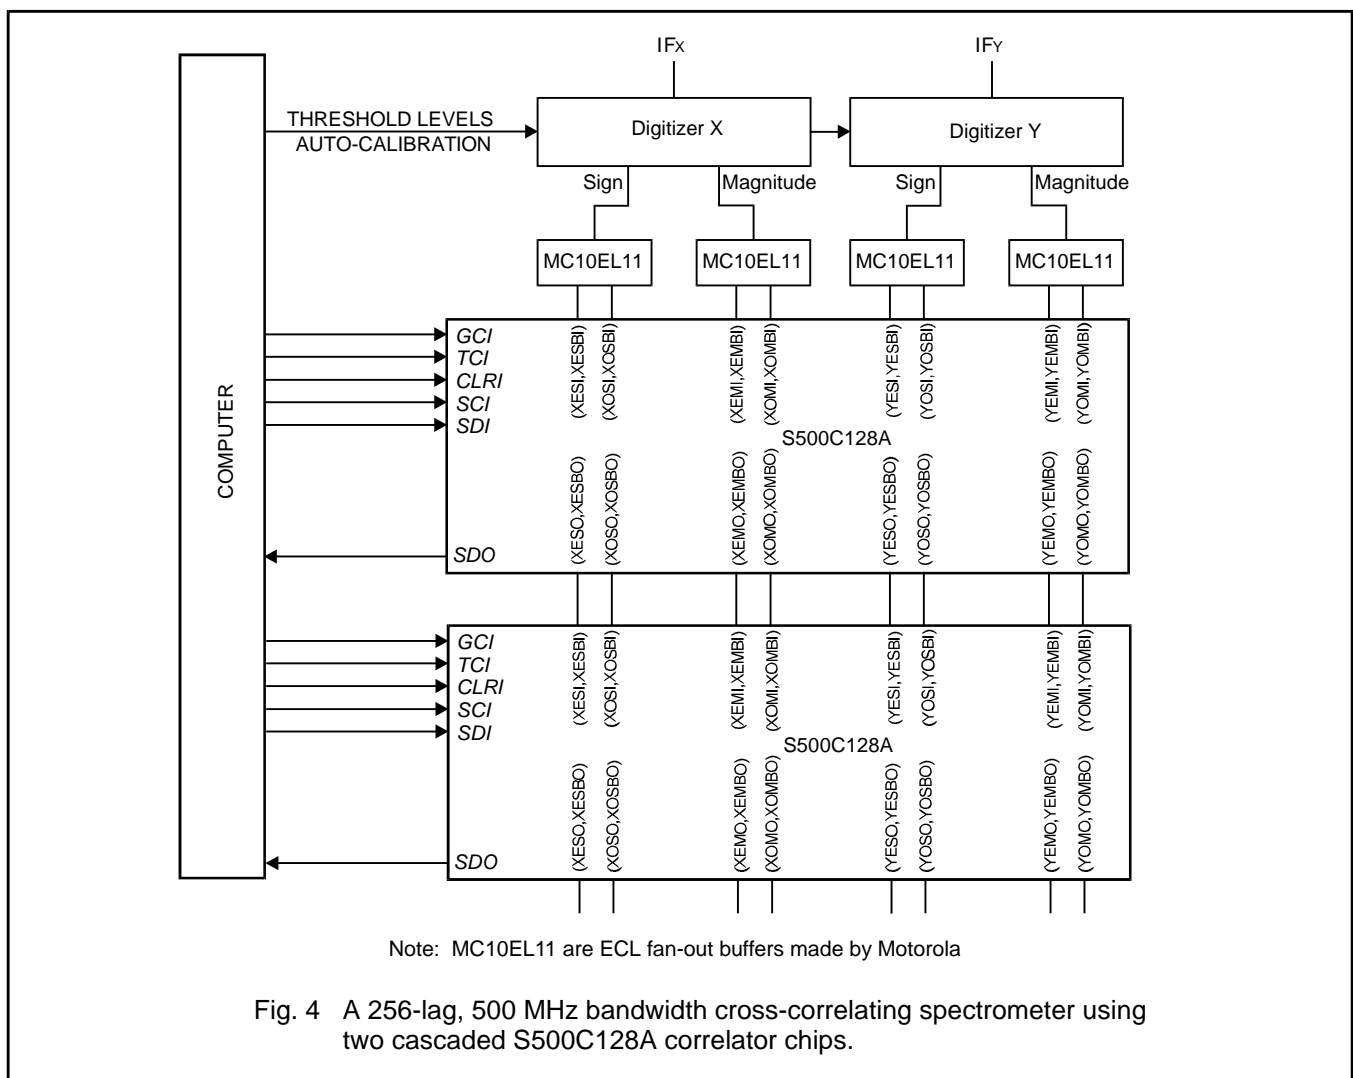 IFX
IFY
THRESHOLD LEVELS
AUTO-CALIBRATION
Digitizer X
Digitizer Y
Sign
Magnitude
Sign
Magnitude
MC10EL11
MC10EL11
MC10EL11
MC10EL11
COMPUTER
GCI
TCI
CLRI
SCI
SDI
(XESI,XESBI)
(XOSI,XOSBI)
(XEMI,XEMBI)
(XOMI,XOMBI)
(YESI,YESBI)
(YOSI,YOSBI)
(YEMI,YEMBI)
(YOMI,YOMBI)
S500C128A
(XESO,XESBO)
(XOSO,XOSBO)
(XEMO,XEMBO)
(XOMO,XOMBO)
(YESO,YESBO)
(YOSO,YOSBO)
(YEMO,YEMBO)
(YOMO,YOMBO)
SDO
GCI
TCI
CLRI
SCI
SDI
(XESI,XESBI)
(XOSI,XOSBI)
(XEMI,XEMBI)
(XOMI,XOMBI)
(YESI,YESBI)
(YOSI,YOSBI)
(YEMI,YEMBI)
(YOMI,YOMBI)
S500C128A
(XESO,XESBO)
(XOSO,XOSBO)
(XEMO,XEMBO)
(XOMO,XOMBO)
(YESO,YESBO)
(YOSO,YOSBO)
(YEMO,YEMBO)
(YOMO,YOMBO)
SDO
Note: MC10EL11 are ECL fan-out buffers made by Motorola
Fig. 4 A 256-lag, 500 MHz bandwidth cross-correlating spectrometer using
two cascaded S500C128A correlator chips.